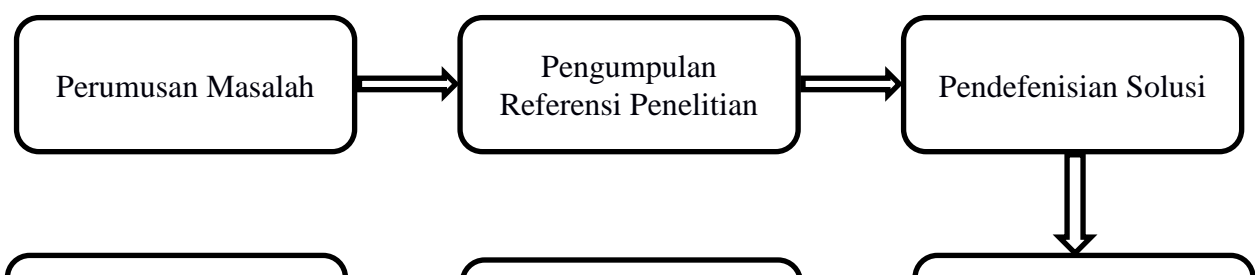 Perumusan Masalah
Pengumpulan
Referensi Penelitian
Pendefenisian Solusi